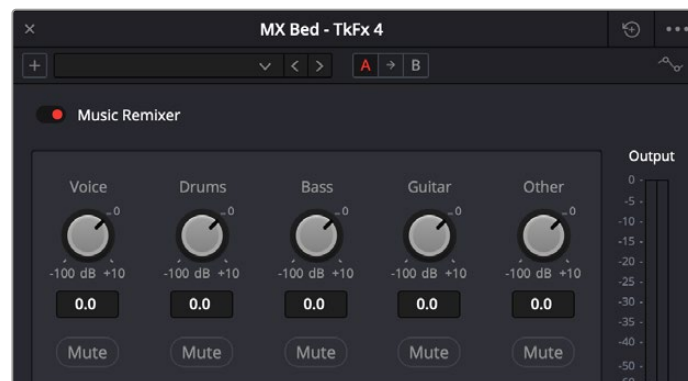 MX Bed - TkFx 4
A B
Music Remixer
Output
Voice Drums Bass Guitar Other
0 0 0 0 0
-100 dB +10 -100 dB +10 -100 dB +10 -100 dB +10 -100 dB +10
0.0 0.0 0.0 0.0 0.0
Mute Mute Mute Mute Mute
0
-5
-10
-15
-20
-25
-30
-35
-40
-50